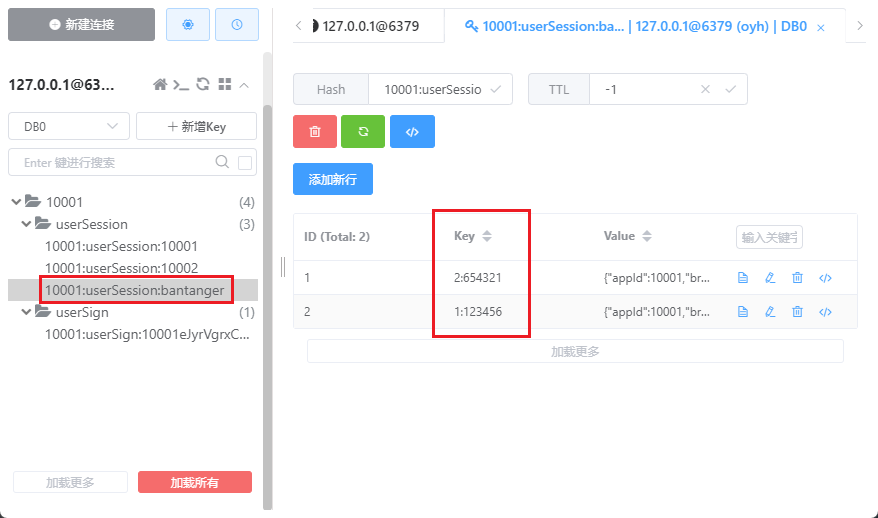 新建连接
127.0.0.1@63...
DB0
新增Key
Enter 键进行搜索
10001 (4)
userSession (3)
10001:userSession:10001
10001:userSession:10002
10001:userSession:bantanger
userSign (1)
10001:userSign:10001eJyrVgrxC...
加载更多
加载所有
127.0.0.1@6379
10001:userSession:ba... | 127.0.0.1@6379 (oyh) | DB0
Hash 10001:userSessio
TTL -1
添加新行
ID (Total: 2) Key Value 输入关键字
1 2:654321 {"appId":10001,"br...
2 1:123456 {"appId":10001,"br...
加载更多